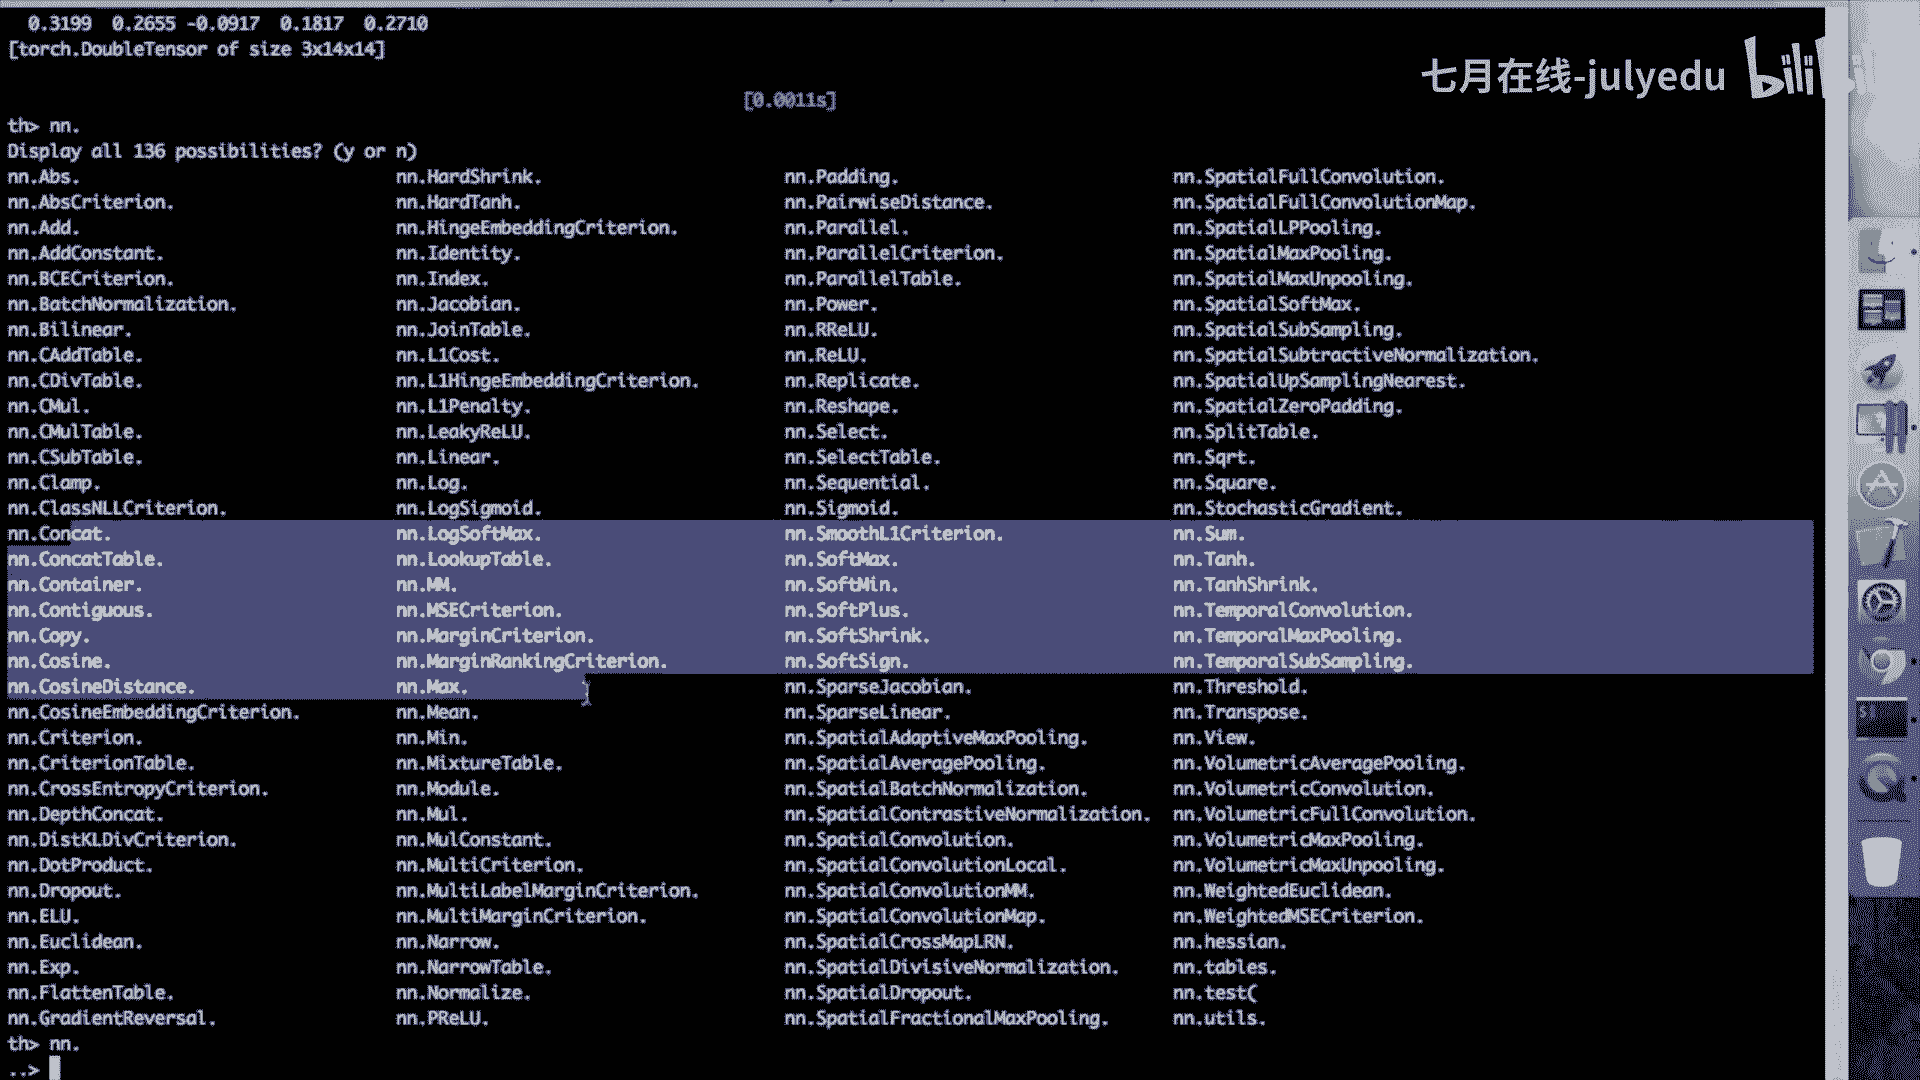 0.3199 0.2655 -0.0917 0.1817 0.2710
[torch.DoubleTensor of size 3x14x14]
七月在线-julyedu bilibili
[0.0011s]
th> nn.
Display all 136 possibilities? (y or n)
nn.Abs. nn.HardShrink. nn.Padding. nn.SpatialFullConvolution.
nn.AbsCriterion. nn.HardTanh. nn.PairwiseDistance. nn.SpatialFullConvolutionMap.
nn.Add. nn.HingeEmbeddingCriterion. nn.Parallel. nn.SpatialLPPooling.
nn.AddConstant. nn.Identity. nn.ParallelCriterion. nn.SpatialMaxPooling.
nn.BCECriterion. nn.Index. nn.ParallelTable. nn.SpatialMaxUnpooling.
nn.BatchNormalization. nn.Jacobian. nn.Power. nn.SpatialSoftMax.
nn.Bilinear. nn.JoinTable. nn.RReLU. nn.SpatialSubSampling.
nn.CAddTable. nn.L1Cost. nn.ReLU. nn.SpatialSubtractiveNormalization.
nn.CDivTable. nn.L1HingeEmbeddingCriterion. nn.Replicate. nn.SpatialUpSamplingNearest.
nn.CMul. nn.L1Penalty. nn.Reshape. nn.SpatialZeroPadding.
nn.CMulTable. nn.LeakyReLU. nn.Select. nn.SplitTable.
nn.CSubTable. nn.Linear. nn.SelectTable. nn.Sqrt.
nn.Clamp. nn.Log. nn.Sequential. nn.Square.
nn.ClassNLLCriterion. nn.LogSigmoid. nn.Sigmoid. nn.StochasticGradient.
nn.Concat. nn.LogSoftMax. nn.SmoothL1Criterion. nn.Sum.
nn.ConcatTable. nn.LookupTable. nn.SoftMax. nn.Tanh.
nn.Container. nn.MM. nn.SoftMin. nn.TanhShrink.
nn.Contiguous. nn.MSECriterion. nn.SoftPlus. nn.TemporalConvolution.
nn.Copy. nn.MarginCriterion. nn.SoftShrink. nn.TemporalMaxPooling.
nn.Cosine. nn.MarginRankingCriterion. nn.SoftSign. nn.TemporalSubSampling.
nn.CosineDistance. nn.Max. nn.SparseJacobian. nn.Threshold.
nn.CosineEmbeddingCriterion. nn.Mean. nn.SparseLinear. nn.Transpose.
nn.Criterion. nn.Min. nn.SpatialAdaptiveMaxPooling. nn.View.
nn.CriterionTable. nn.MixtureTable. nn.SpatialAveragePooling. nn.VolumetricAveragePooling.
nn.CrossEntropyCriterion. nn.Module. nn.SpatialBatchNormalization. nn.VolumetricConvolution.
nn.DepthConcat. nn.Mul. nn.SpatialContrastiveNormalization. nn.VolumetricFullConvolution.
nn.DistKLDivCriterion. nn.MulConstant. nn.SpatialConvolution. nn.VolumetricMaxPooling.
nn.DotProduct. nn.MultiCriterion. nn.SpatialConvolutionLocal. nn.VolumetricMaxUnpooling.
nn.Dropout. nn.MultiLabelMarginCriterion. nn.SpatialConvolutionMM. nn.WeightedEuclidean.
nn.ELU. nn.MultiMarginCriterion. nn.SpatialConvolutionMap. nn.WeightedMSECriterion.
nn.Euclidean. nn.Narrow. nn.SpatialCrossMapLRN. nn.hessian.
nn.Exp. nn.NarrowTable. nn.SpatialDivisiveNormalization. nn.tables.
nn.FlattenTable. nn.Normalize. nn.SpatialDropout. nn.test(
nn.GradientReversal. nn.PReLU. nn.SpatialFractionalMaxPooling. nn.utils.
th> nn.
..>